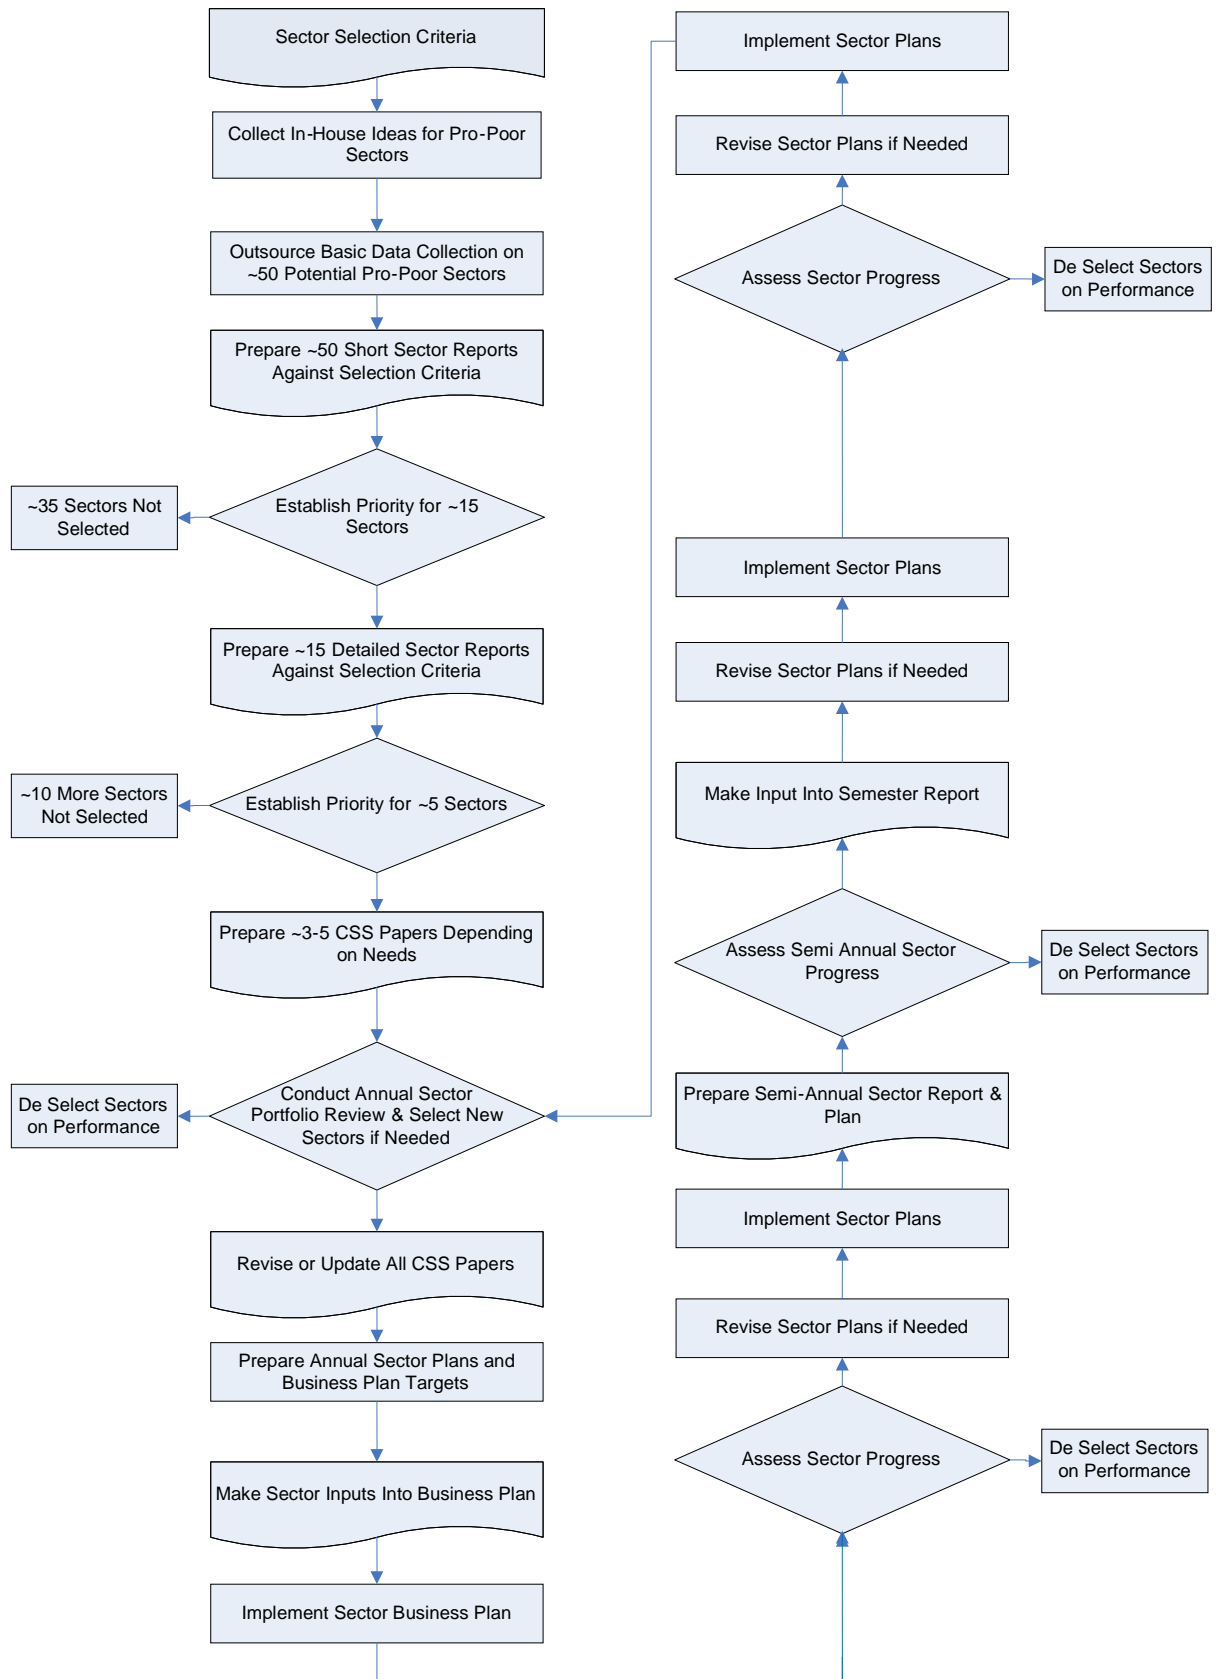 Sector Selection Criteria
Collect In-House Ideas for Pro-Poor
Sectors
Outsource Basic Data Collection on
~50 Potential Pro-Poor Sectors
Prepare ~50 Short Sector Reports
Against Selection Criteria
Establish Priority for ~15
Sectors
~35 Sectors Not
Selected
Prepare ~15 Detailed Sector Reports
Against Selection Criteria
Establish Priority for ~5 Sectors
~10 More Sectors
Not Selected
Prepare ~3-5 CSS Papers Depending
on Needs
Conduct Annual Sector
Portfolio Review & Select New
Sectors if Needed
De Select Sectors
on Performance
Revise or Update All CSS Papers
Prepare Annual Sector Plans and
Business Plan Targets
Make Sector Inputs Into Business Plan
Implement Sector Business Plan
Implement Sector Plans
Revise Sector Plans if Needed
Assess Sector Progress
De Select Sectors
on Performance
Implement Sector Plans
Revise Sector Plans if Needed
Make Input Into Semester Report
Assess Semi Annual Sector
Progress
De Select Sectors
on Performance
Prepare Semi-Annual Sector Report &
Plan
Implement Sector Plans
Revise Sector Plans if Needed
Assess Sector Progress
De Select Sectors
on Performance